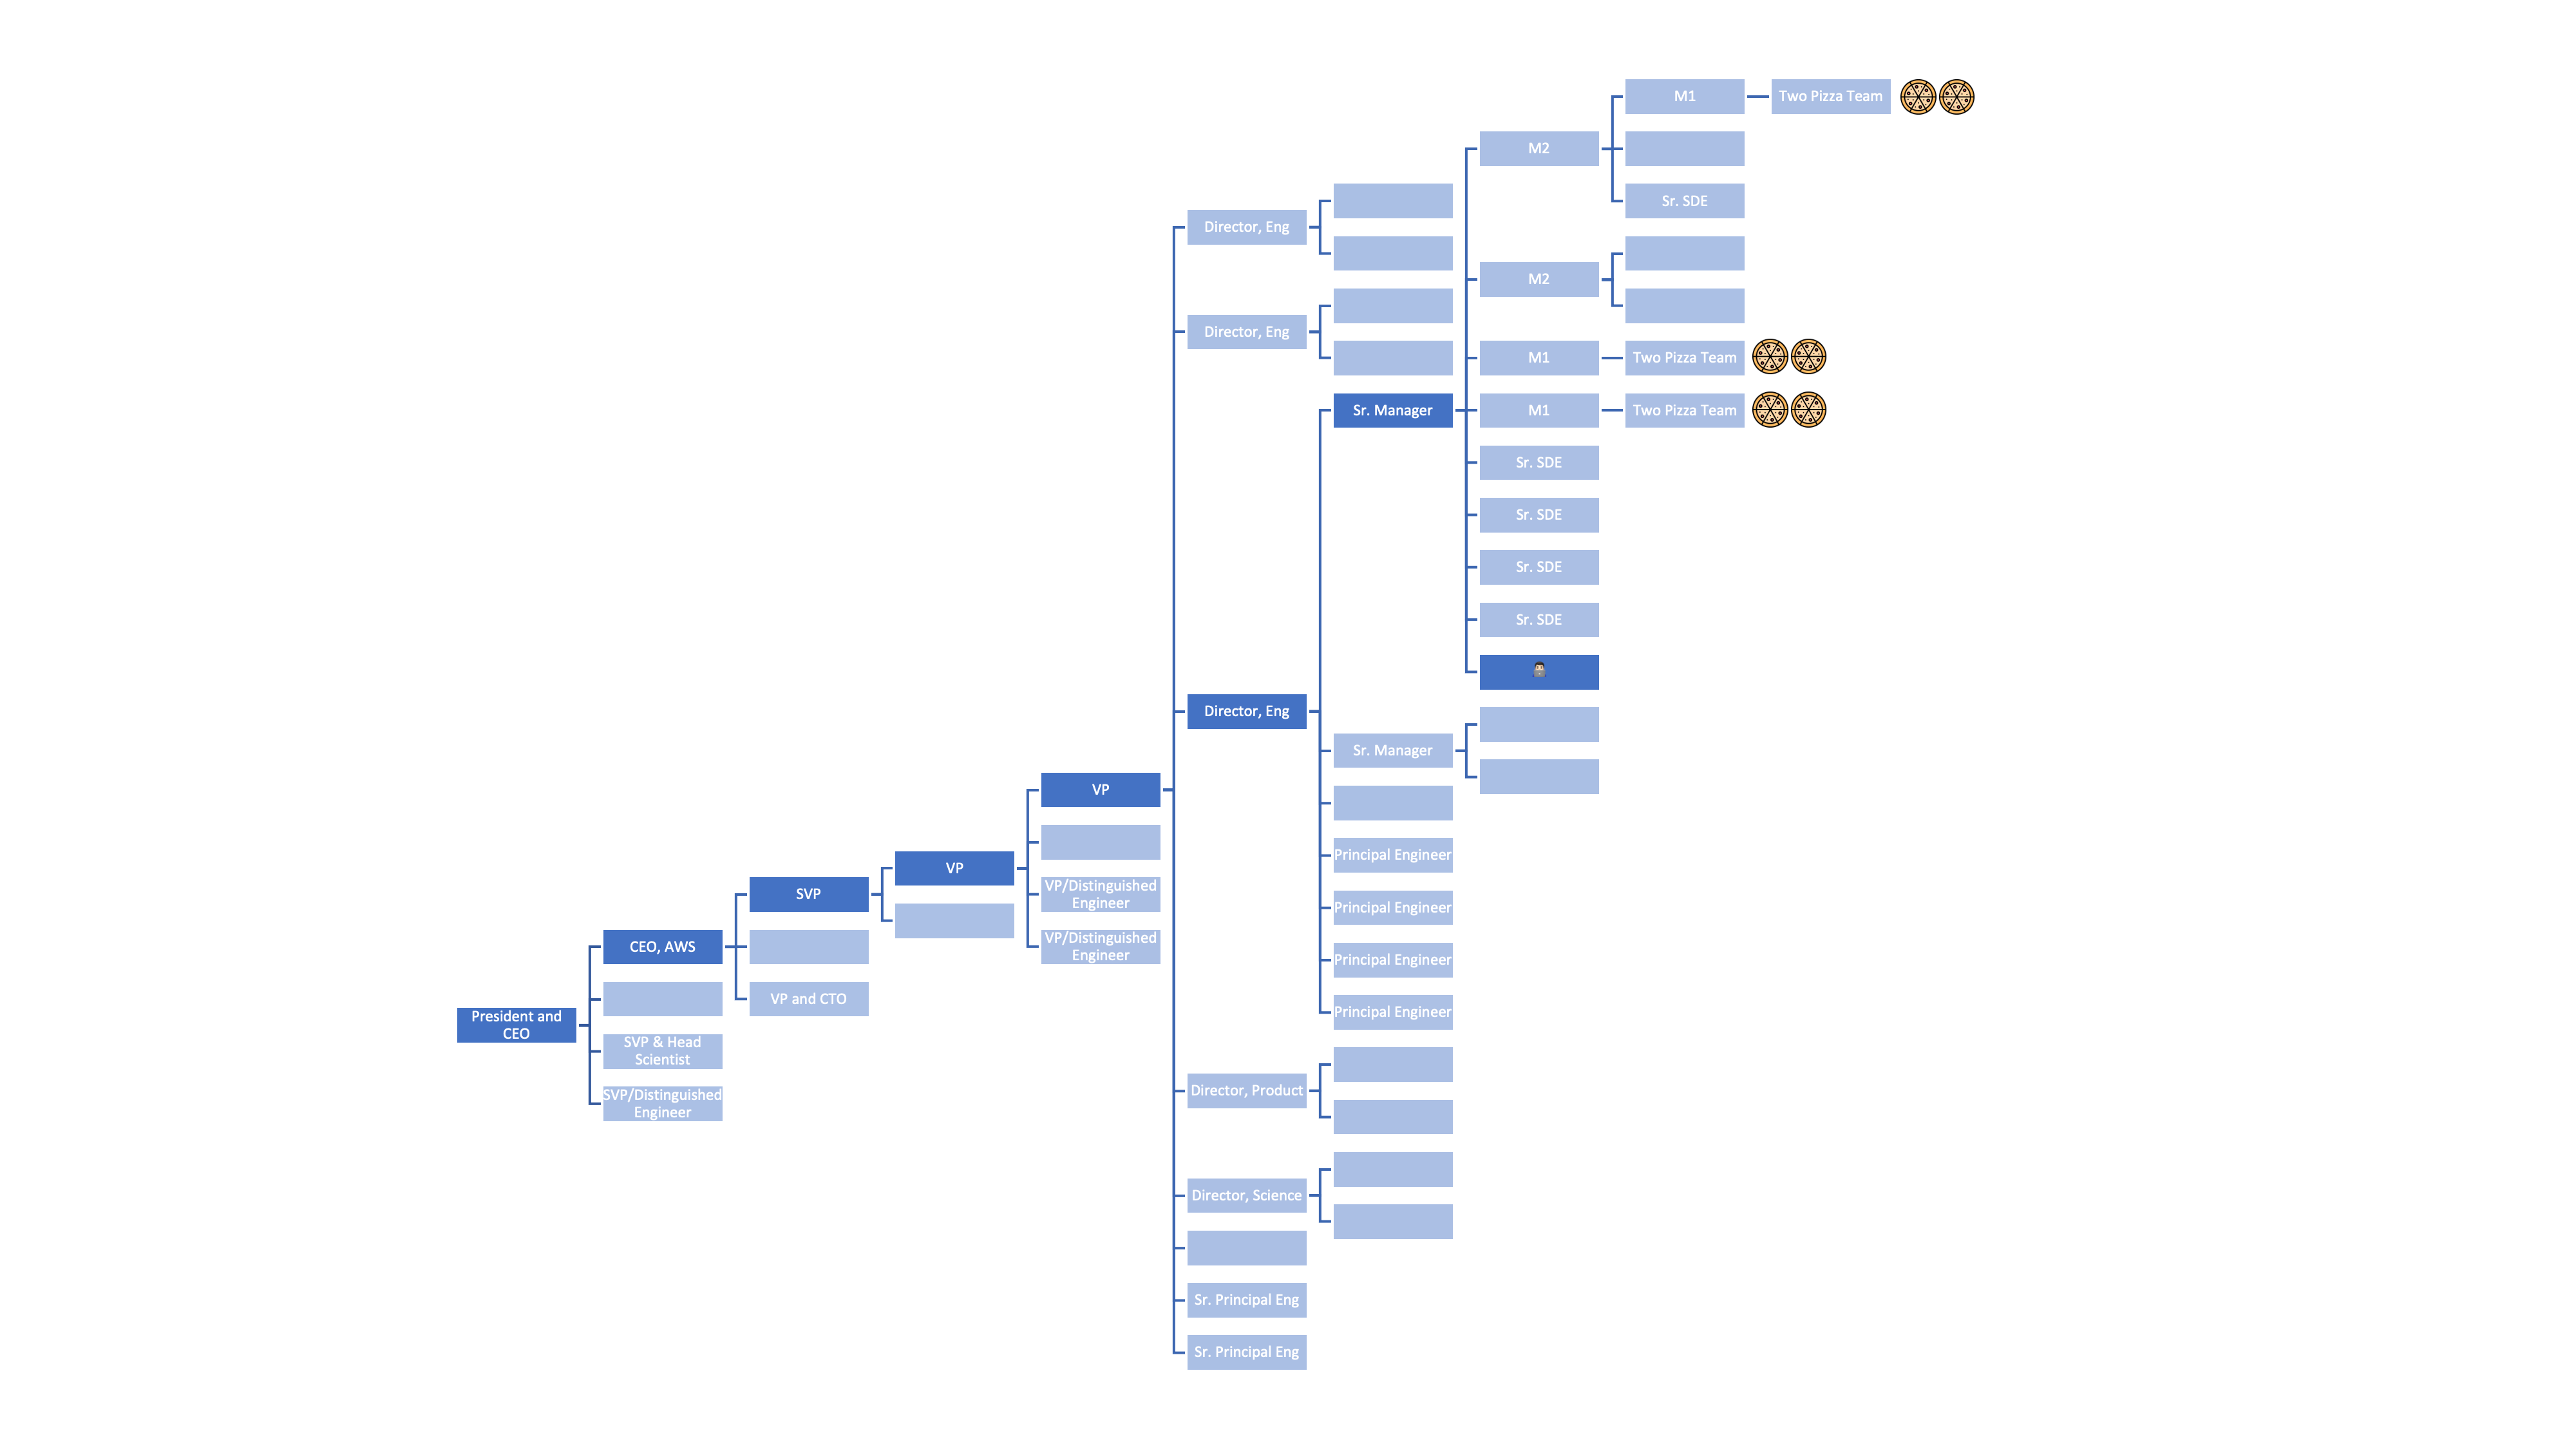 M1
Two Pizza Team
M2
Sr. SDE
Director, Eng
M2
Director, Eng
M1
Two Pizza Team
Sr. Manager
M1
Two Pizza Team
Sr. SDE
Sr. SDE
Sr. SDE
Sr. SDE
Director, Eng
Sr. Manager
VP
Principal Engineer
VP
VP/Distinguished
Engineer
SVP
Principal Engineer
VP/Distinguished
Engineer
CEO, AWS
Principal Engineer
VP and CTO
Principal Engineer
President and
CEO
SVP & Head
Scientist
SVP/Distinguished
Engineer
Director, Product
Director, Science
Sr. Principal Eng
Sr. Principal Eng